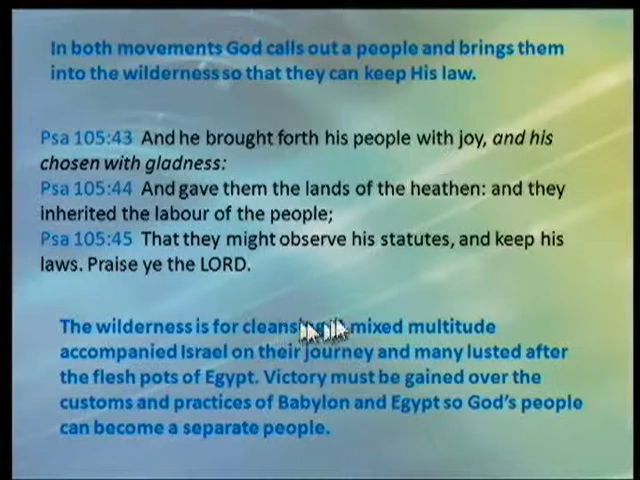 In both movements God calls out a people and brings them
into the wilderness so that they can keep His law.
Psa 105:43 And he brought forth his people with joy, and his
chosen with gladness:
Psa 105:44 And gave them the lands of the heathen: and they
inherited the labour of the people;
Psa 105:45 That they might observe his statutes, and keep his
laws. Praise ye the LORD.
The wilderness is for mixed multitude
accompanied Israel on their journey and many lusted after
the flesh pots of Egypt. Victory must be gained over the
customs and practices of Babylon and Egypt so God's people
can become a separate people.